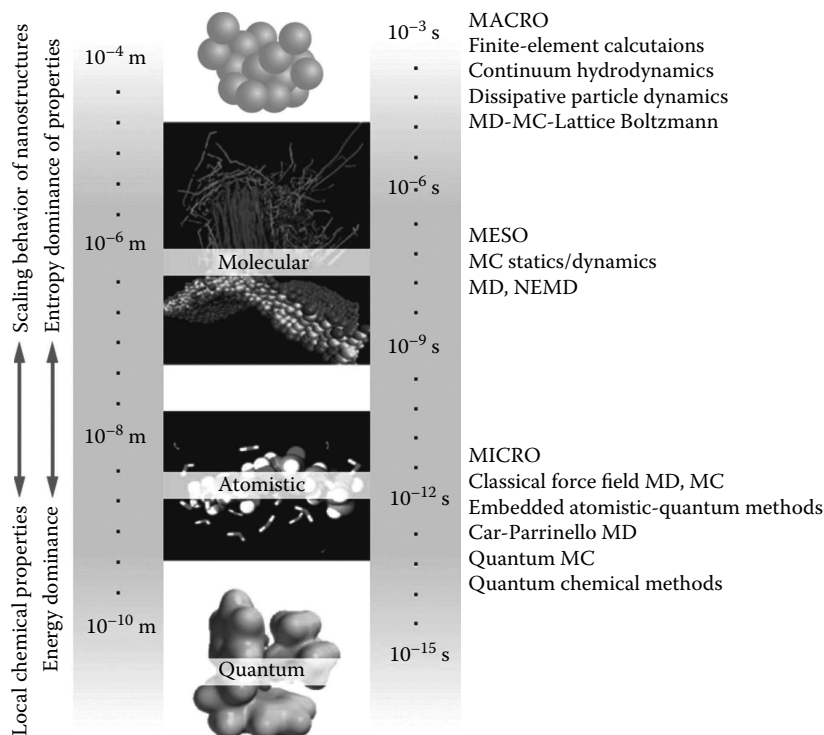 Scaling behavior of nanostructures
Entropy dominance of properties
Local chemical properties
Energy dominance
10⁻⁴ m
10⁻⁶ m
10⁻⁸ m
10⁻¹⁰ m
Molecular
Atomistic
Quantum
10⁻³ s
10⁻⁶ s
10⁻⁹ s
10⁻¹² s
10⁻¹⁵ s
MACRO
Finite-element calcutaions
Continuum hydrodynamics
Dissipative particle dynamics
MD-MC-Lattice Boltzmann
MESO
MC statics/dynamics
MD, NEMD
MICRO
Classical force field MD, MC
Embedded atomistic-quantum methods
Car-Parrinello MD
Quantum MC
Quantum chemical methods